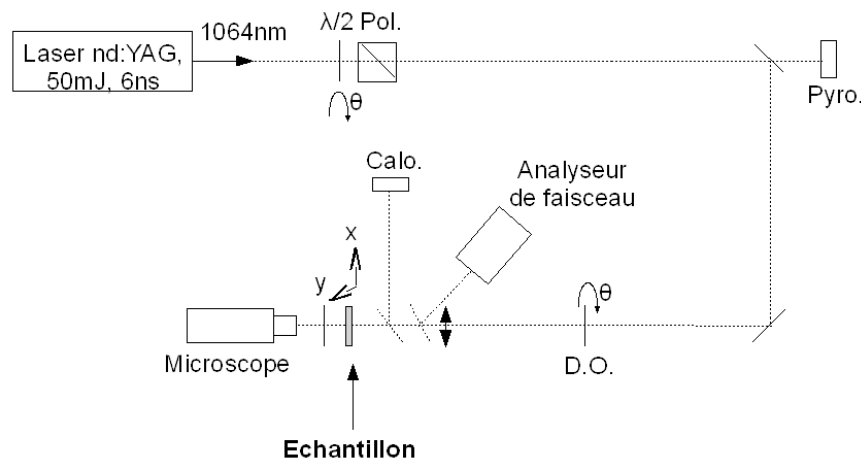 1064nm
λ/2 Pol.
Laser nd:YAG,
50mJ, 6ns
θ
Pyro.
Calo.
Analyseur
de faisceau
x
y
θ
Microscope
D.O.
Echantillon